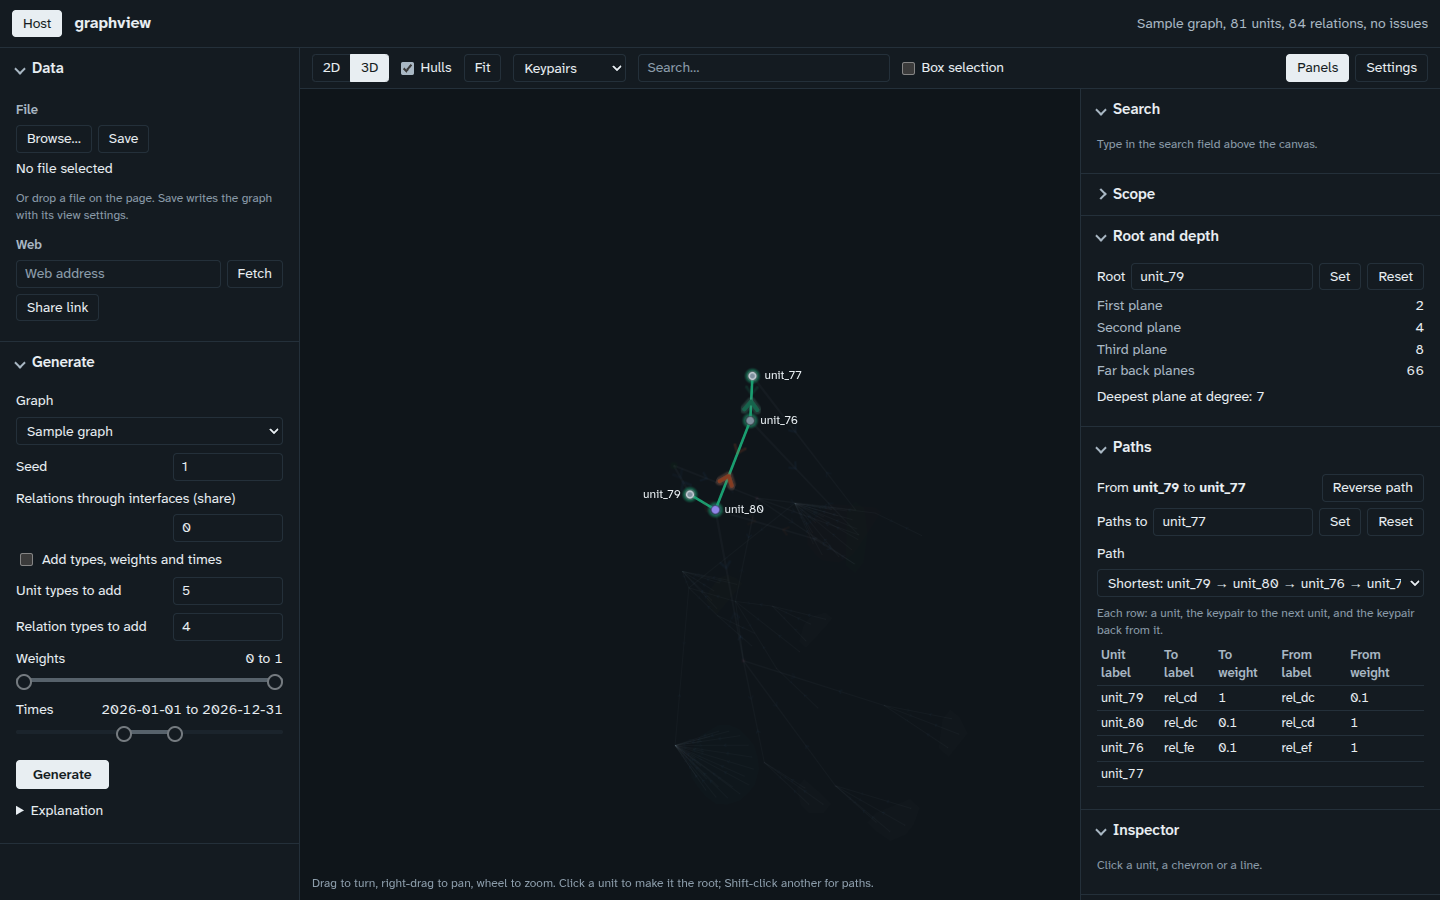 Host
graphview
Sample graph, 81 units, 84 relations, no issues
Data
File
Browse...
Save
No file selected
Or drop a file on the page. Save writes the graph
with its view settings.
Web
Web address
Fetch
Share link
Generate
Graph
Sample graph
Seed
1
Relations through interfaces (share)
0
Add types, weights and times
Unit types to add
5
Relation types to add
4
Weights
0 to 1
Times
2026-01-01 to 2026-12-31
Generate
Explanation
2D
3D
Hulls
Fit
Keypairs
Search...
Box selection
Panels
Settings
unit_77
unit_76
unit_79
unit_80
Drag to turn, right-drag to pan, wheel to zoom. Click a unit to make it the root; Shift-click another for paths.
Search
Type in the search field above the canvas.
Scope
Root and depth
Root
unit_79
Set
Reset
First plane 2
Second plane 4
Third plane 8
Far back planes 66
Deepest plane at degree: 7
Paths
From unit_79 to unit_77
Reverse path
Paths to
unit_77
Set
Reset
Path
Shortest: unit_79 → unit_80 → unit_76 → unit_7
Each row: a unit, the keypair to the next unit, and the keypair
back from it.
Unit label To label To weight From label From weight
unit_79 rel_cd 1 rel_dc 0.1
unit_80 rel_dc 0.1 rel_cd 1
unit_76 rel_fe 0.1 rel_ef 1
unit_77
Inspector
Click a unit, a chevron or a line.